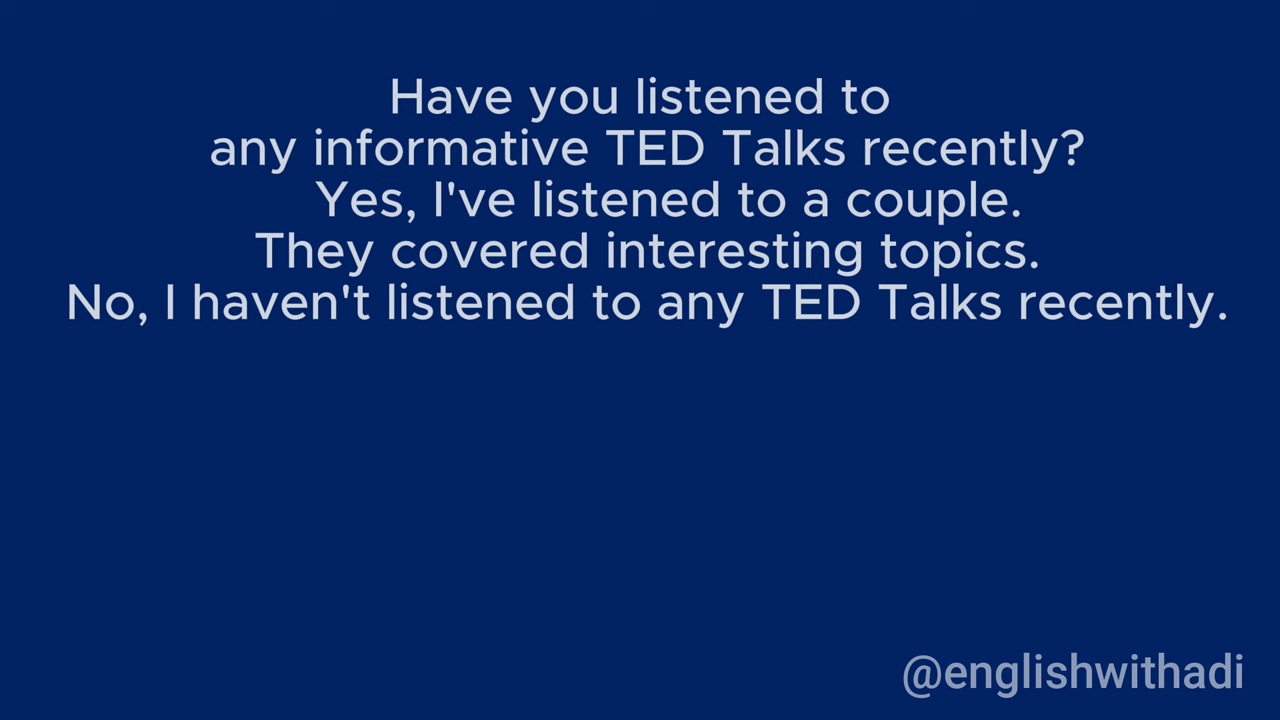 Have you listened to
any informative TED Talks recently?
Yes, I've listened to a couple.
They covered interesting topics.
No, I haven't listened to any TED Talks recently.
@englishwithadi